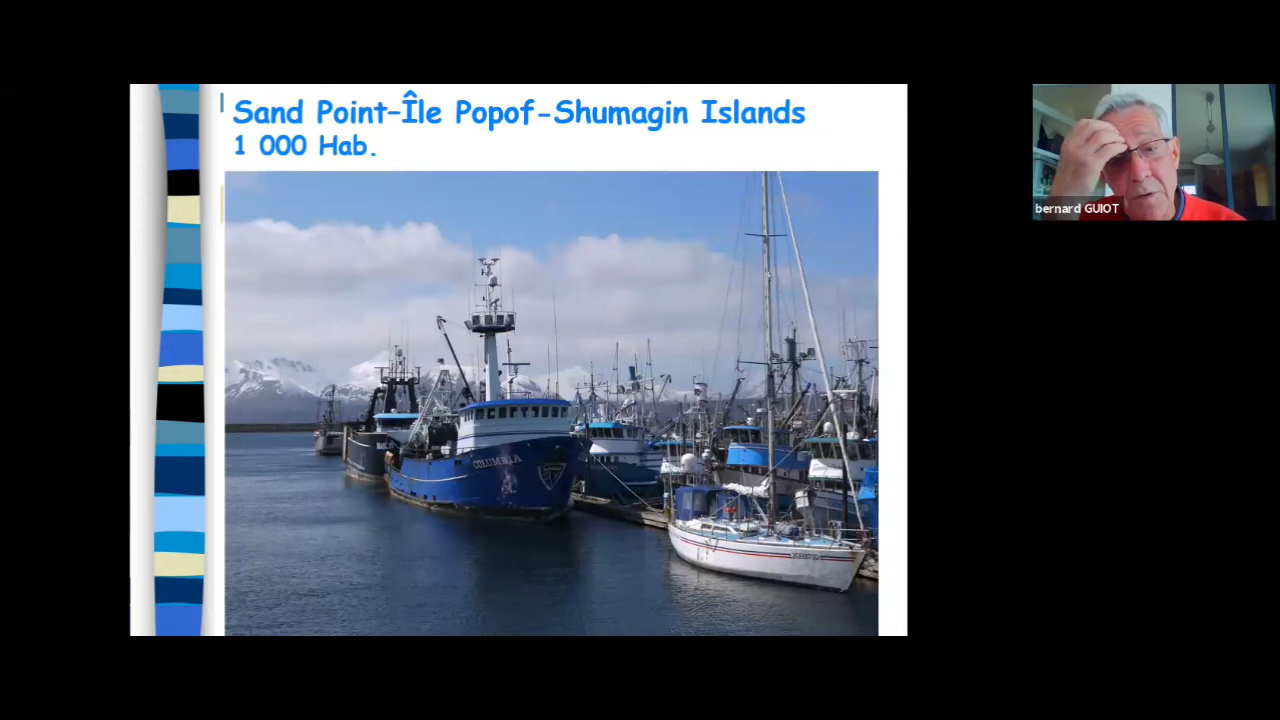 Sand Point-Île Popof-Shumagin Islands
1 000 Hab.
COLUMBIA
bernard GUIOT